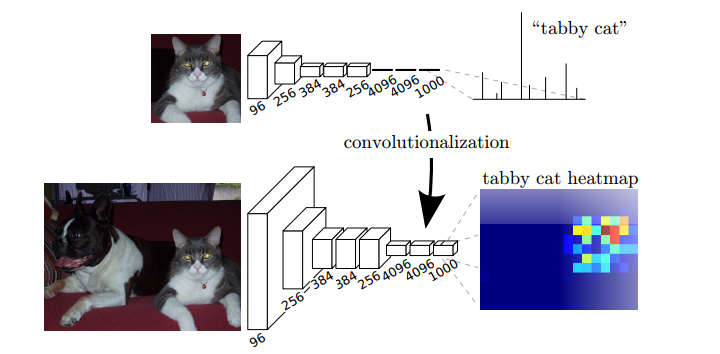 “tabby cat”
96 256 384 384 256 4096 4096 1000
convolutionalization
tabby cat heatmap
96 256 384 384 256 4096 4096 1000